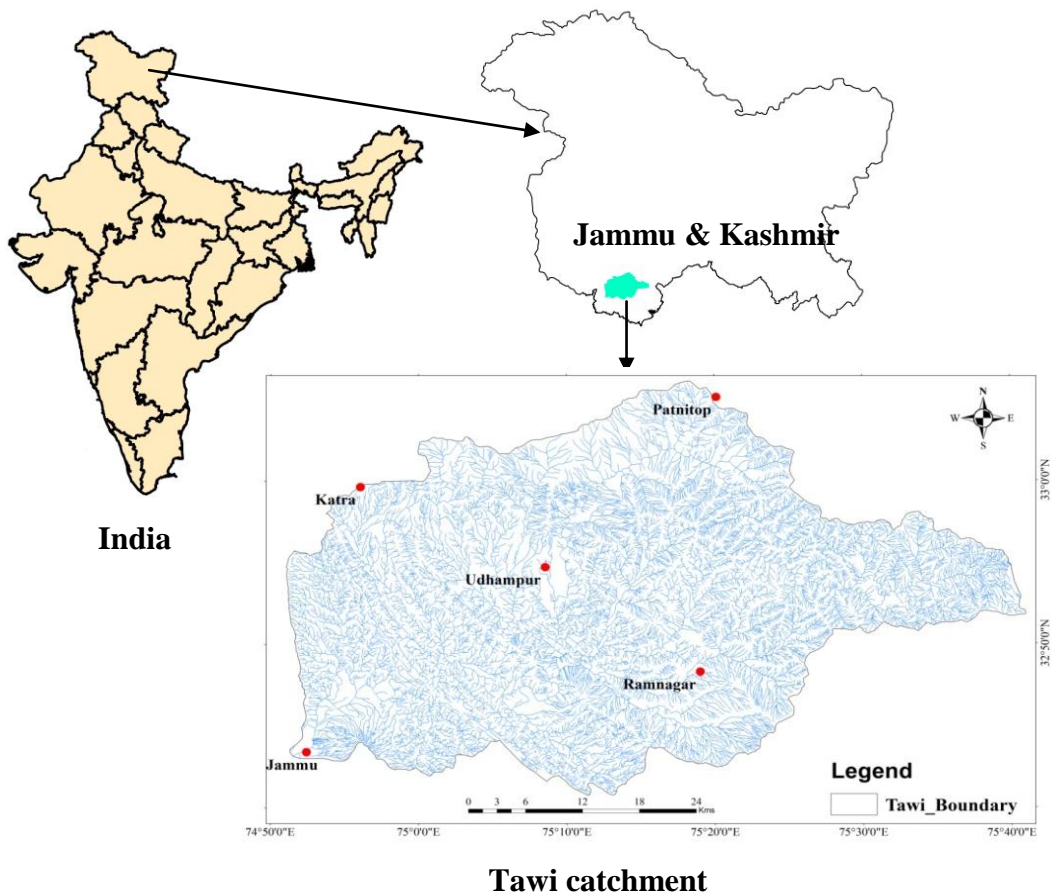 Jammu & Kashmir
India
N
W E
S
Patnitop
Katra
Udhampur
Ramnagar
Jammu
33°0'0"N
32°50'0"N
Legend
Tawi_Boundary
0 3 6 12 18 24
Kms
74°50'0"E 75°0'0"E 75°10'0"E 75°20'0"E 75°30'0"E 75°40'0"E
Tawi catchment